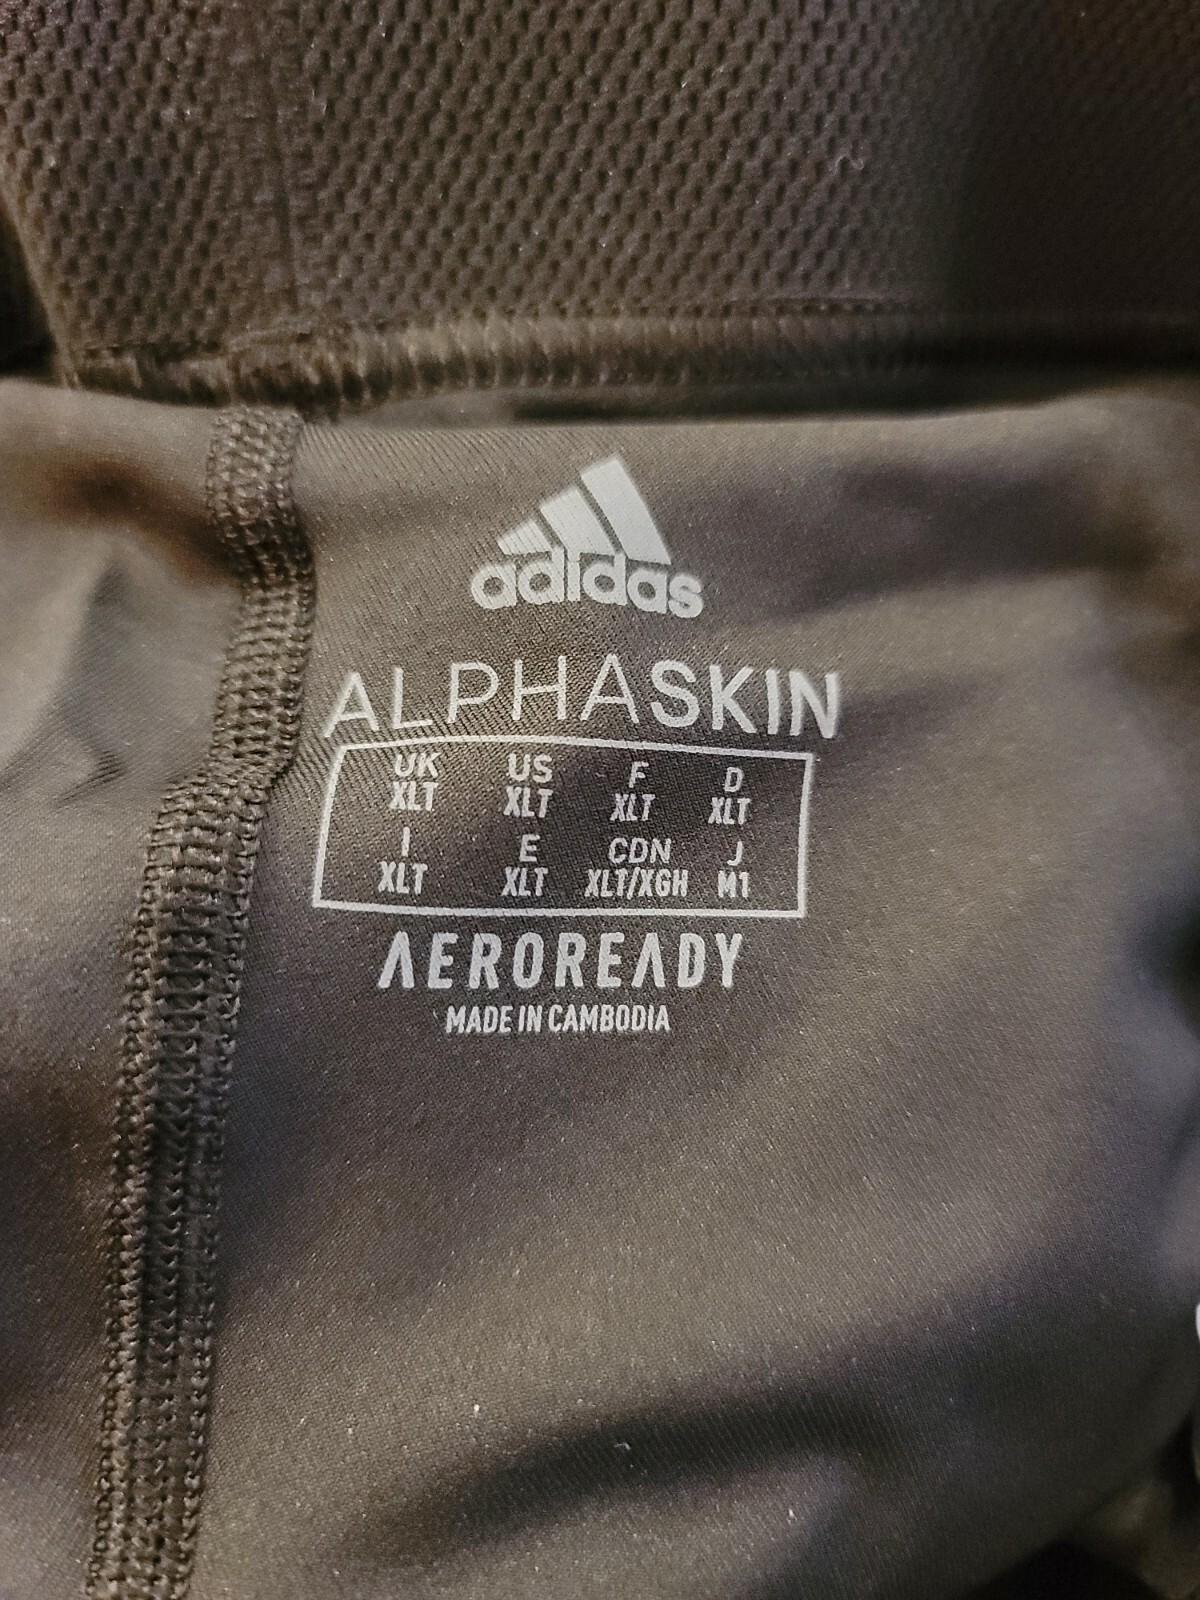 adidas
ALPHASKIN
UK US F D
XLT XLT XLT XLT
I E CDN J
XLT XLT XLT/XGH M1
AEROREADY
MADE IN CAMBODIA